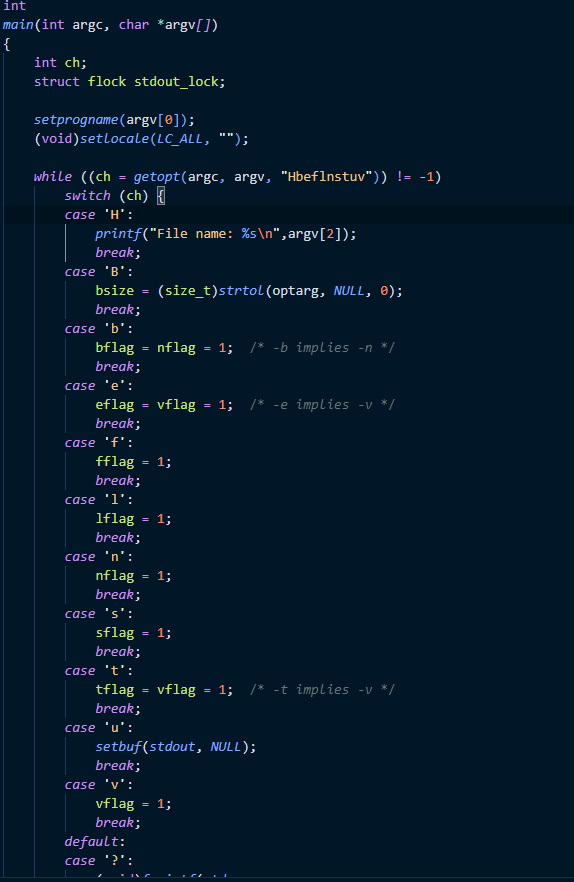 int
main(int argc, char *argv[])
{
    int ch;
    struct flock stdout_lock;

    setprogname(argv[0]);
    (void)setlocale(LC_ALL, "");

    while ((ch = getopt(argc, argv, "Hbeflnstuv")) != -1)
        switch (ch) {
        case 'H':
            printf("File name: %s\n",argv[2]);
            break;
        case 'B':
            bsize = (size_t)strtol(optarg, NULL, 0);
            break;
        case 'b':
            bflag = nflag = 1;  /* -b implies -n */
            break;
        case 'e':
            eflag = vflag = 1;  /* -e implies -v */
            break;
        case 'f':
            fflag = 1;
            break;
        case 'l':
            lflag = 1;
            break;
        case 'n':
            nflag = 1;
            break;
        case 's':
            sflag = 1;
            break;
        case 't':
            tflag = vflag = 1;  /* -t implies -v */
            break;
        case 'u':
            setbuf(stdout, NULL);
            break;
        case 'v':
            vflag = 1;
            break;
        default:
        case '?':